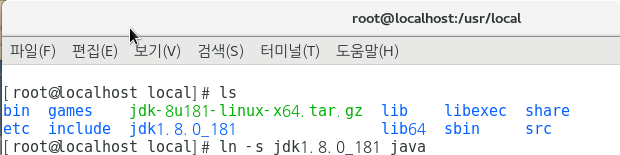 root@localhost:/usr/local
파일(F) 편집(E) 보기(V) 검색(S) 터미널(T) 도움말(H)
[root@localhost local]# ls
bin games jdk-8u181-linux-x64.tar.gz lib libexec share
etc include jdk1.8.0_181 lib64 sbin src
[root@localhost local]# ln -s jdk1.8.0_181 java